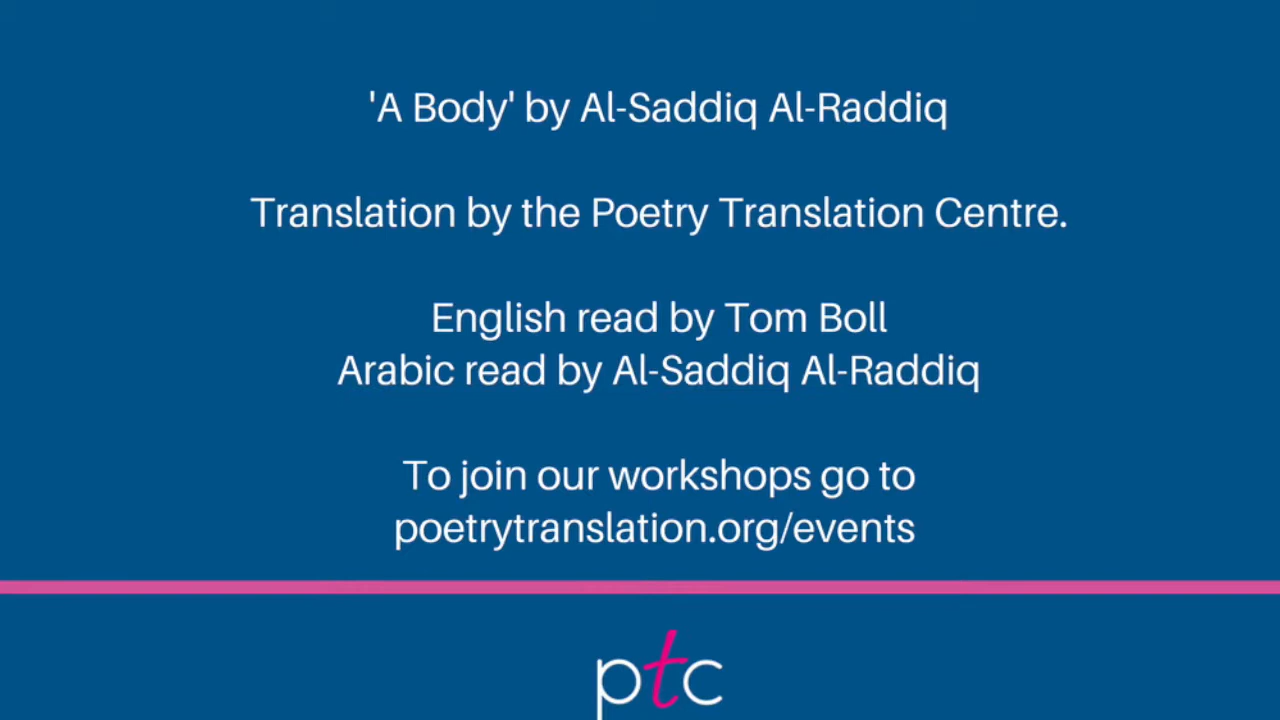 'A Body' by Al-Saddiq Al-Raddiq
Translation by the Poetry Translation Centre.
English read by Tom Boll
Arabic read by Al-Saddiq Al-Raddiq
To join our workshops go to
poetrytranslation.org/events
ptc